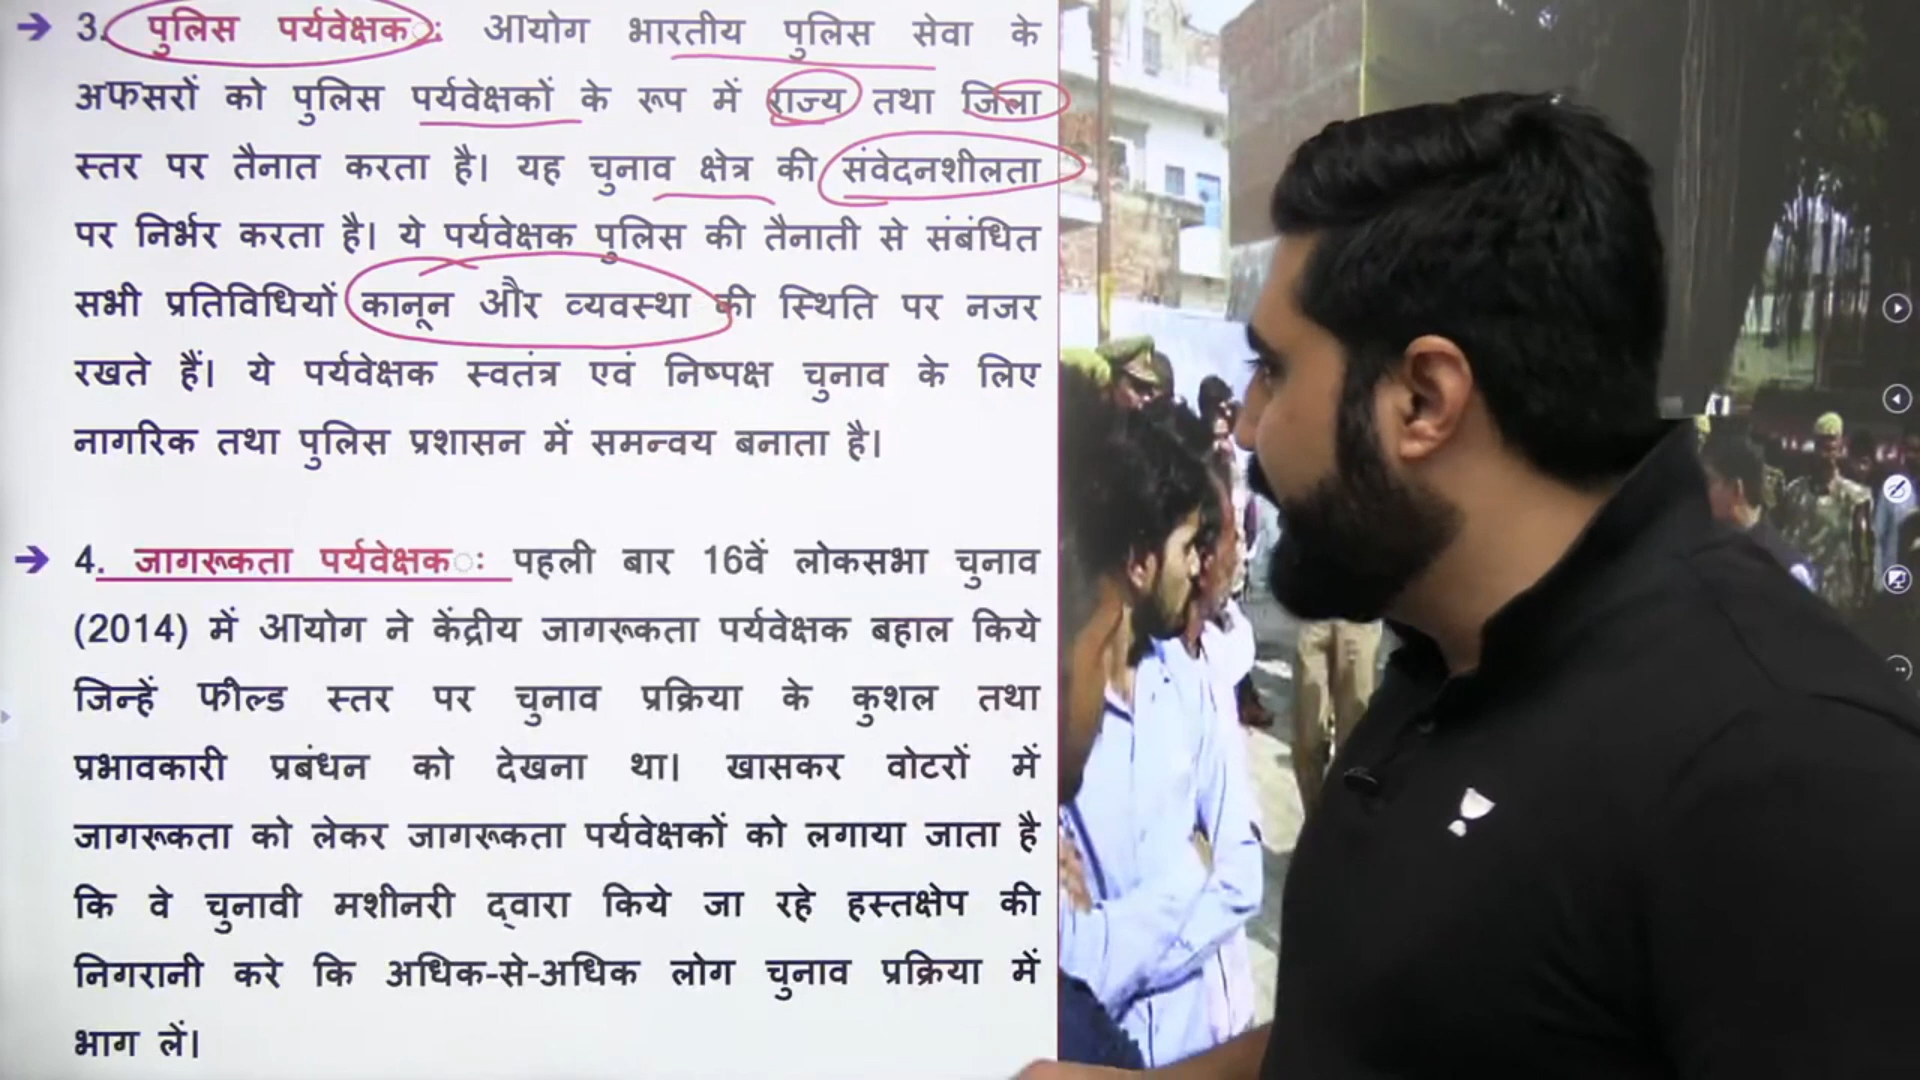 3. पुलिस पर्यवेक्षकः आयोग भारतीय पुलिस सेवा के
अफसरों को पुलिस पर्यवेक्षकों के रूप में राज्य तथा जिला
स्तर पर तैनात करता है। यह चुनाव क्षेत्र की संवेदनशीलता
पर निर्भर करता है। ये पर्यवेक्षक पुलिस की तैनाती से संबंधित
सभी प्रतिविधियों कानून और व्यवस्था की स्थिति पर नजर
रखते हैं। ये पर्यवेक्षक स्वतंत्र एवं निष्पक्ष चुनाव के लिए
नागरिक तथा पुलिस प्रशासन में समन्वय बनाता है।
4. जागरूकता पर्यवेक्षकः पहली बार 16वें लोकसभा चुनाव
(2014) में आयोग ने केंद्रीय जागरूकता पर्यवेक्षक बहाल किये
जिन्हें फील्ड स्तर पर चुनाव प्रक्रिया के कुशल तथा
प्रभावकारी प्रबंधन को देखना था। खासकर वोटरों में
जागरूकता को लेकर जागरूकता पर्यवेक्षकों को लगाया जाता है
कि वे चुनावी मशीनरी द्वारा किये जा रहे हस्तक्षेप की
निगरानी करे कि अधिक-से-अधिक लोग चुनाव प्रक्रिया में
भाग लें।